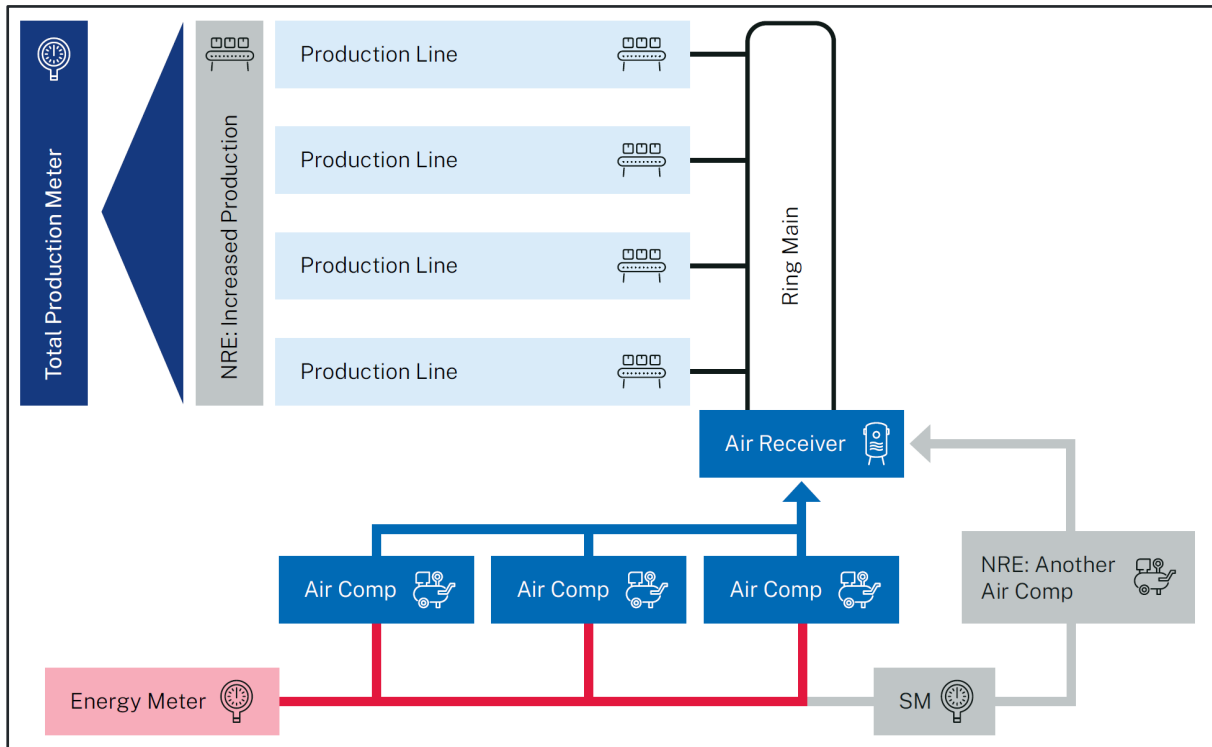 Total Production Meter
NRE: Increased Production
Production Line
Production Line
Production Line
Production Line
Ring Main
Air Receiver
Air Comp
Air Comp
Air Comp
NRE: Another
Air Comp
Energy Meter
SM